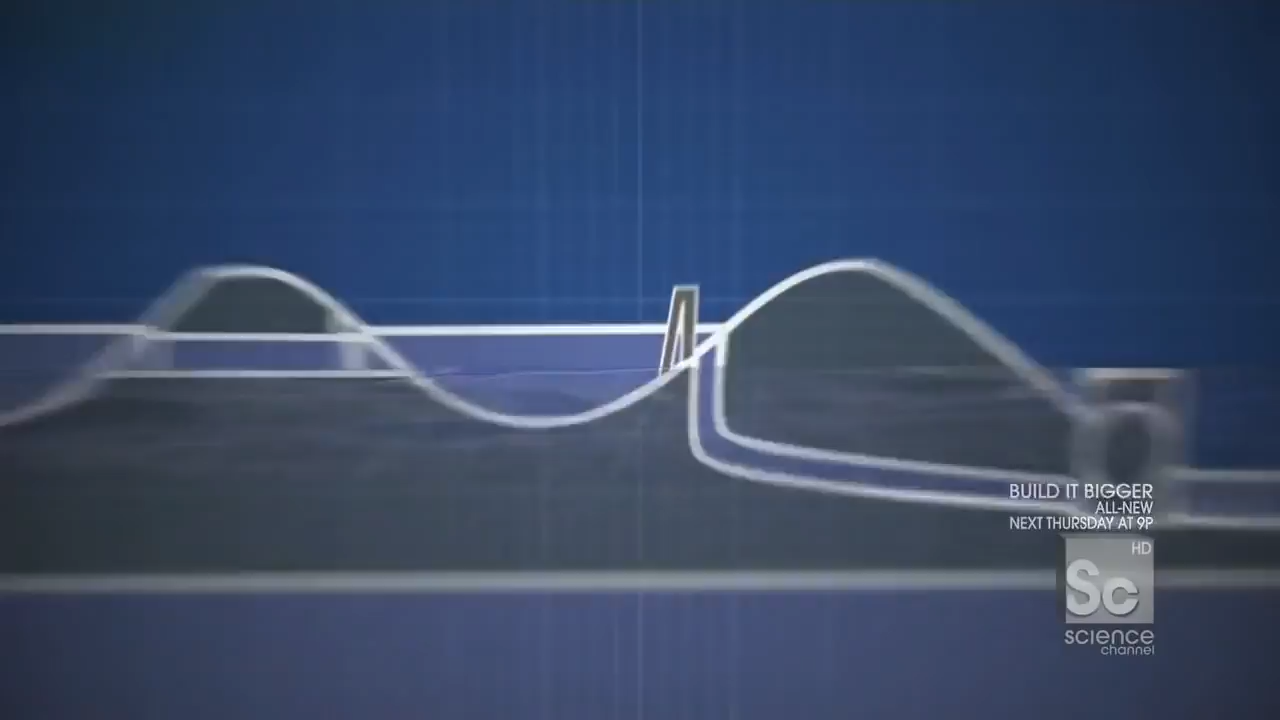 BUILD IT BIGGER
ALL-NEW
NEXT THURSDAY AT 9P
HD
Sc
science
channel